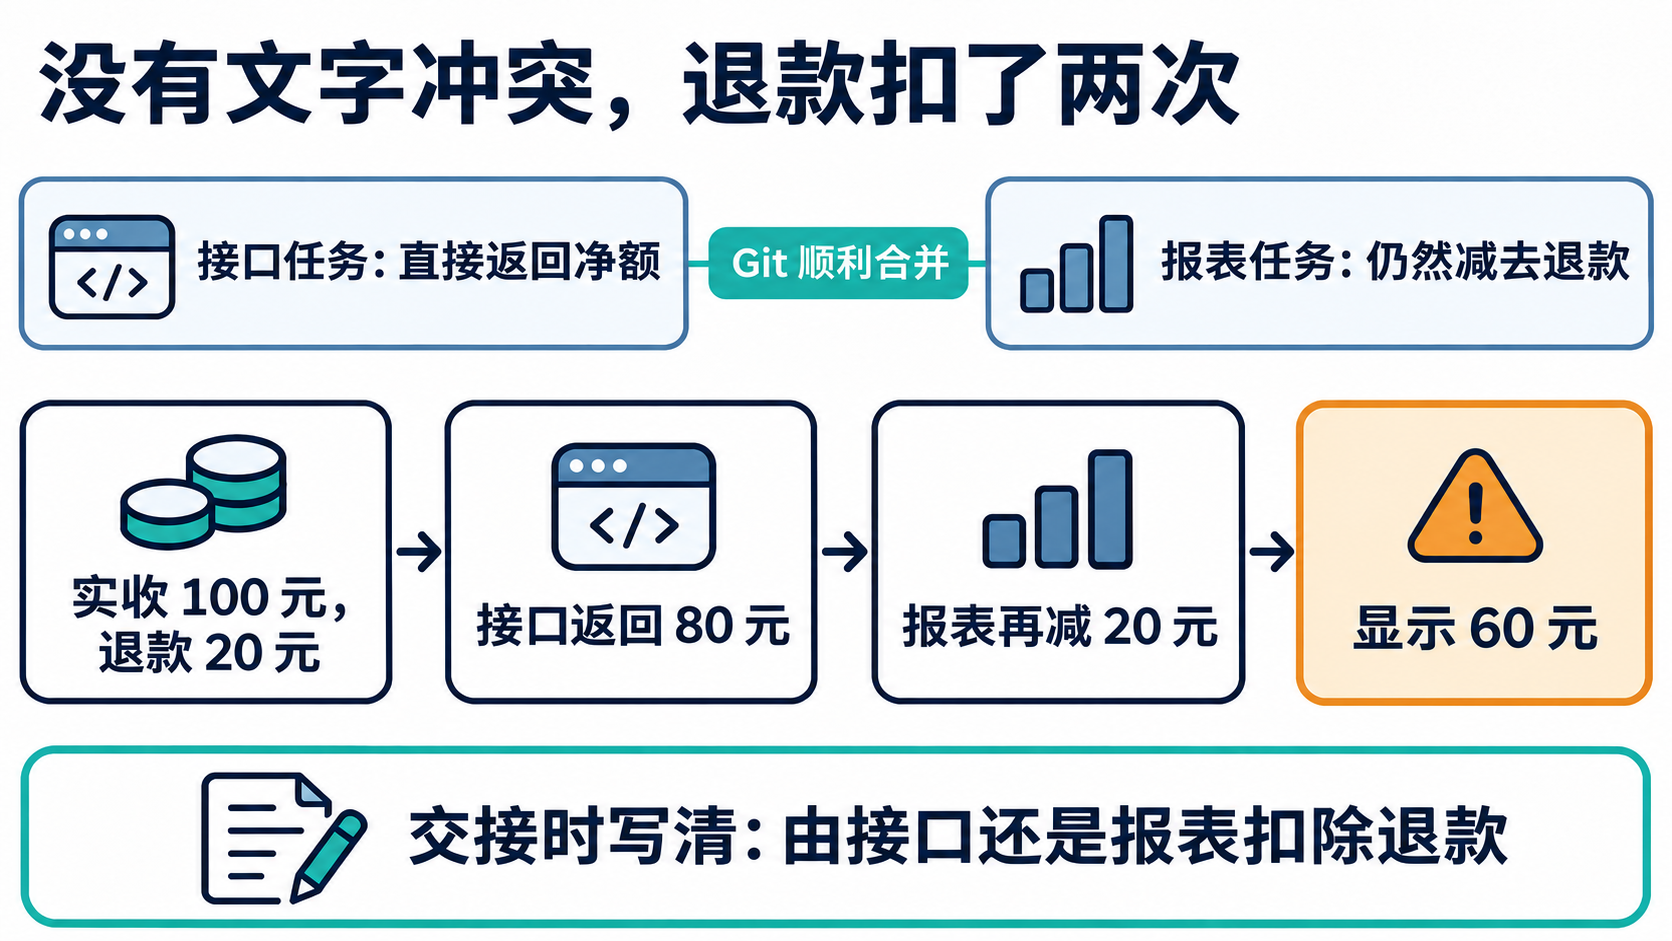 没有文字冲突，退款扣了两次
接口任务：直接返回净额
Git 顺利合并
报表任务：仍然减去退款
实收 100 元，
退款 20 元
接口返回 80 元
报表再减 20 元
显示 60 元
交接时写清：由接口还是报表扣除退款